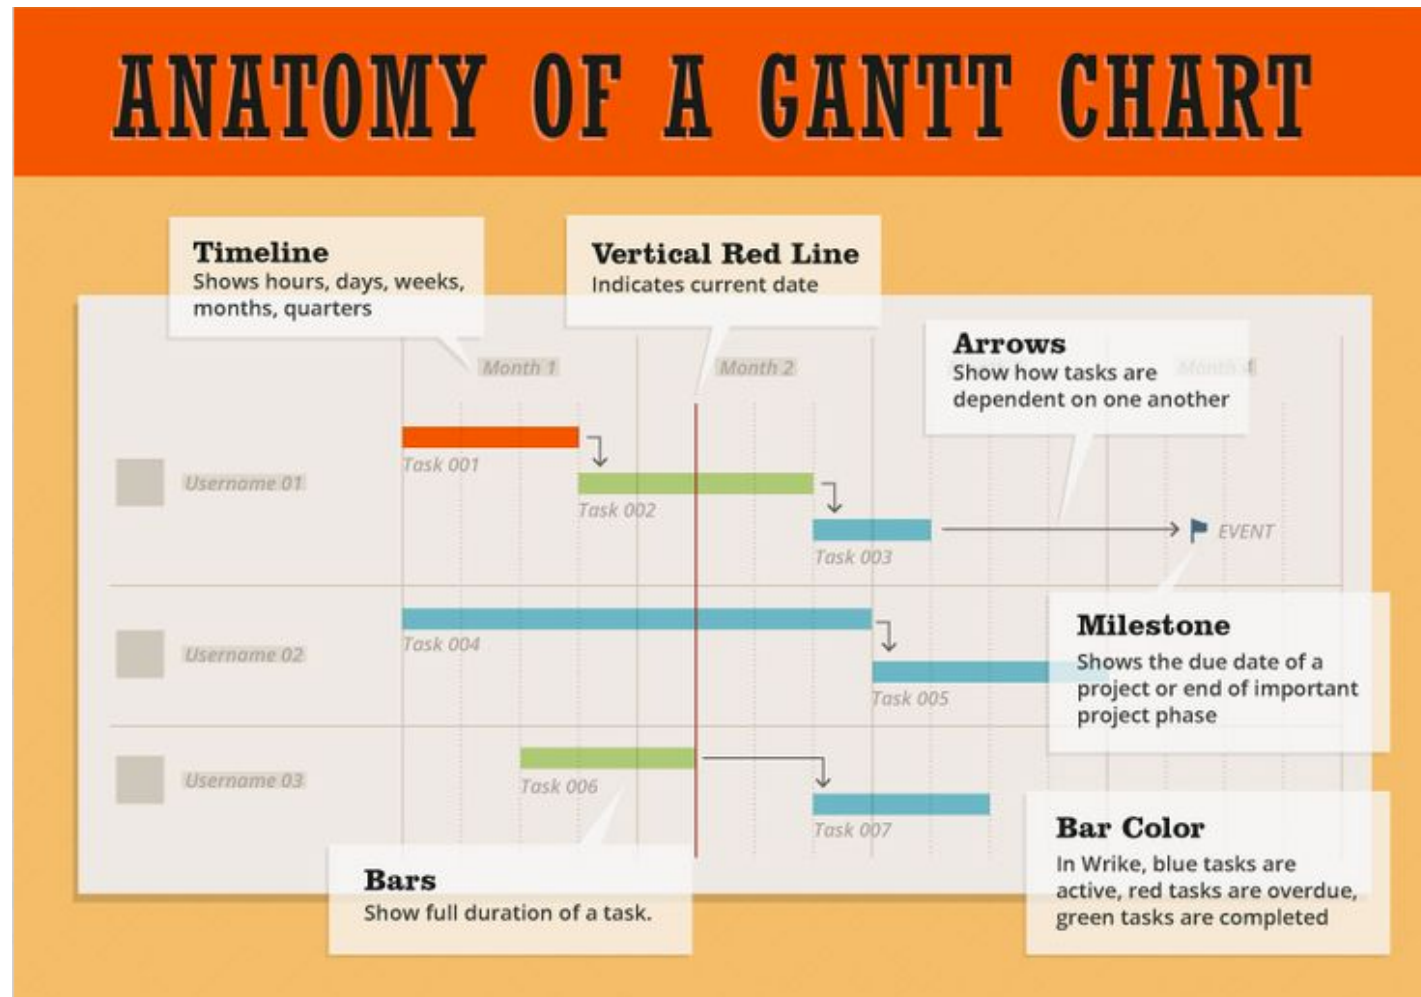 ANATOMY OF A GANTT CHART
Timeline
Shows hours, days, weeks,
months, quarters
Vertical Red Line
Indicates current date
Arrows
Show how tasks are
dependent on one another
Month 1
Month 2
Month 4
Task 001
Username 01
Task 002
EVENT
Task 003
Task 004
Username 02
Task 005
Milestone
Shows the due date of a
project or end of important
project phase
Username 03
Task 006
Task 007
Bars
Show full duration of a task.
Bar Color
In Wrike, blue tasks are
active, red tasks are overdue,
green tasks are completed